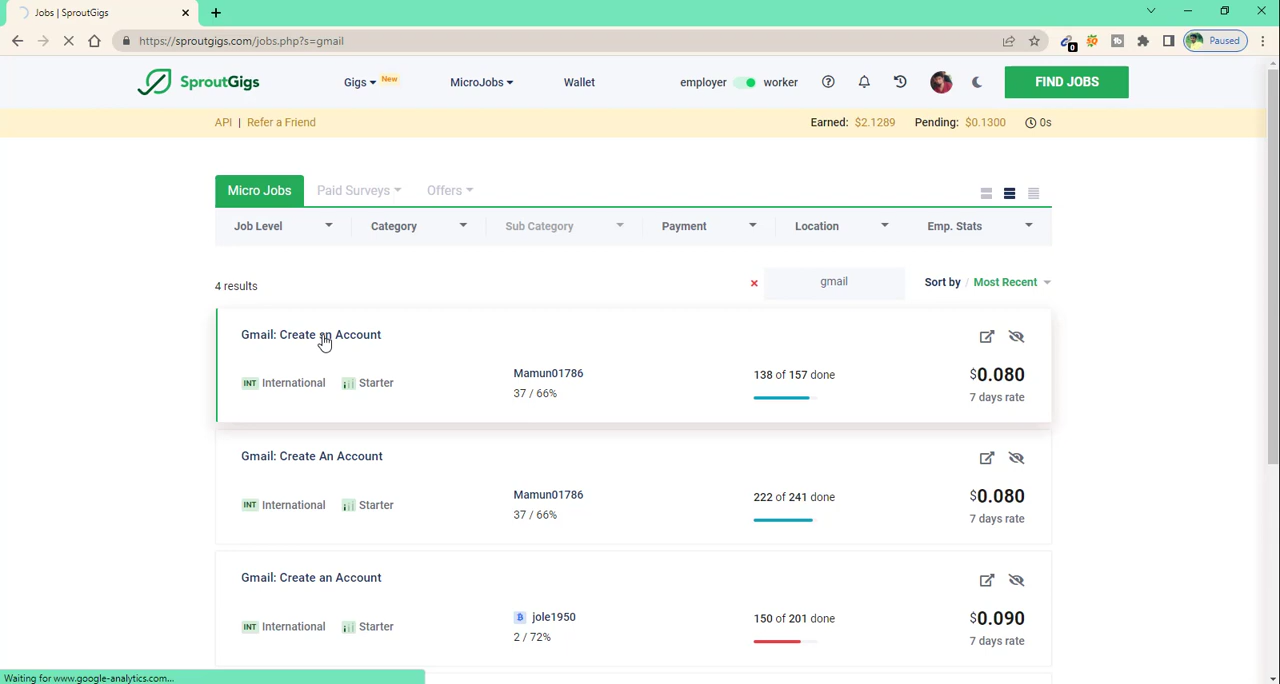 Jobs | SproutGigs
https://sproutgigs.com/jobs.php?s=gmail
0
Paused
SproutGigs
Gigs New
MicroJobs
Wallet
employer worker
FIND JOBS
API | Refer a Friend
Earned: $2.1289 Pending: $0.1300 0s
Micro Jobs Paid Surveys Offers
Job Level Category Sub Category Payment Location Emp. Stats
4 results
gmail
Sort by / Most Recent
Gmail: Create an Account
INT International Starter
Mamun01786
37 / 66%
138 of 157 done
$0.080
7 days rate
Gmail: Create An Account
INT International Starter
Mamun01786
37 / 66%
222 of 241 done
$0.080
7 days rate
Gmail: Create an Account
INT International Starter
jole1950
2 / 72%
150 of 201 done
$0.090
7 days rate
Waiting for www.google-analytics.com...